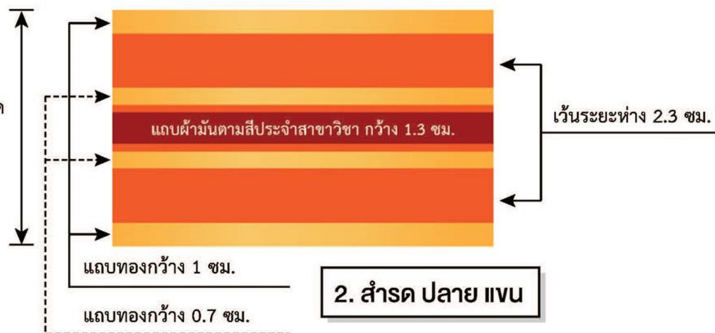 แถบผ้ามันตามสีประจำสาขาวิชา กว้าง 1.3 ซม.
เว้นระยะห่าง 2.3 ซม.
แถบทองกว้าง 1 ซม.
แถบทองกว้าง 0.7 ซม.
2. สำรด ปลาย แขน